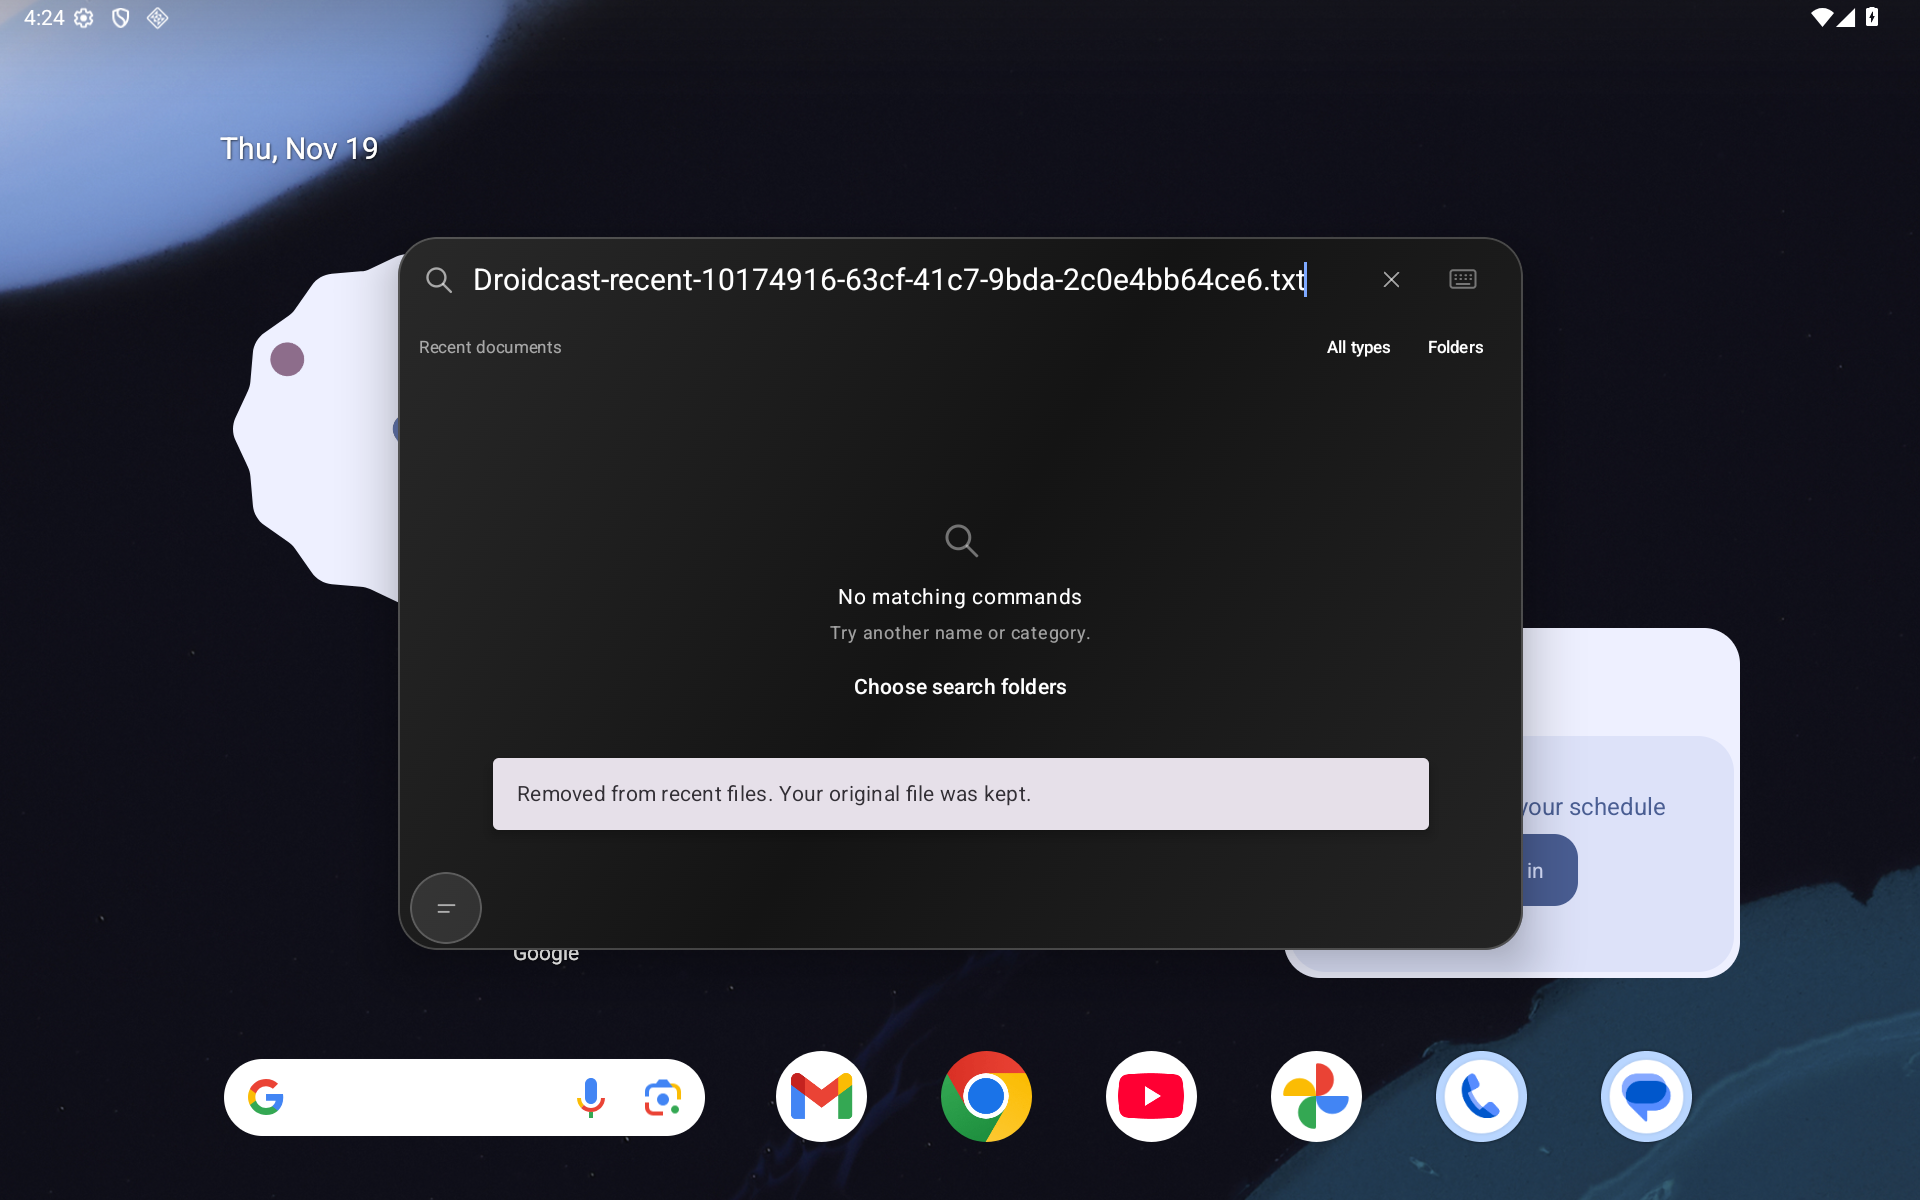 4:24
Thu, Nov 19
Droidcast-recent-10174916-63cf-41c7-9bda-2c0e4bb64ce6.txt
Recent documents
All types
Folders
No matching commands
Try another name or category.
Choose search folders
Removed from recent files. Your original file was kept.
your schedule
in
Google